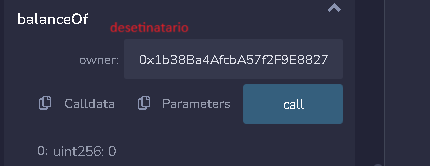 balanceOf
desetinatario
owner: 0x1b38Ba4AfcbA57f2F9E8827
Calldata Parameters call
0: uint256: 0